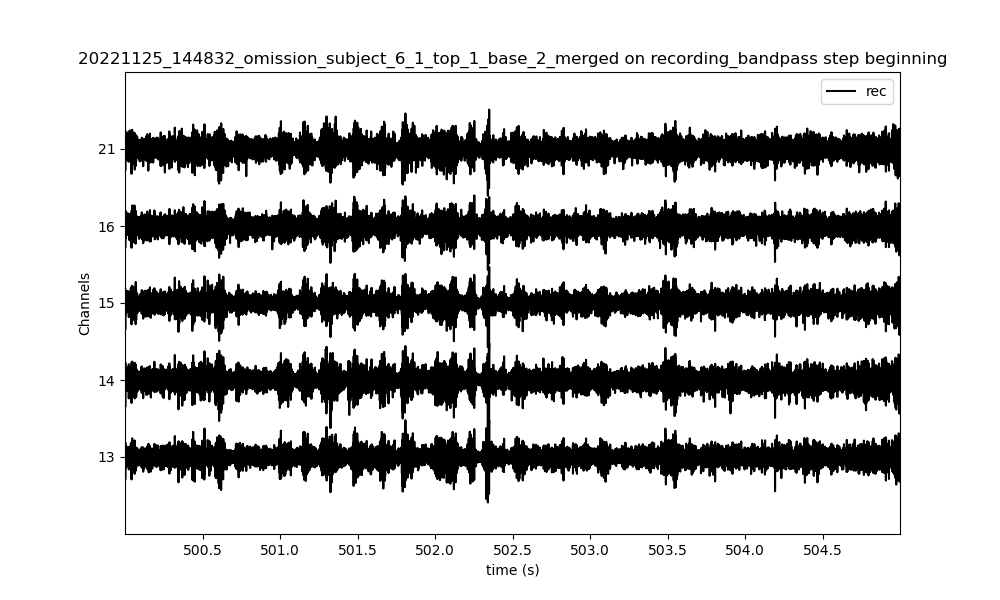 20221125_144832_omission_subject_6_1_top_1_base_2_merged on recording_bandpass step beginning
rec
Channels
21
16
15
14
13
500.5 501.0 501.5 502.0 502.5 503.0 503.5 504.0 504.5
time (s)